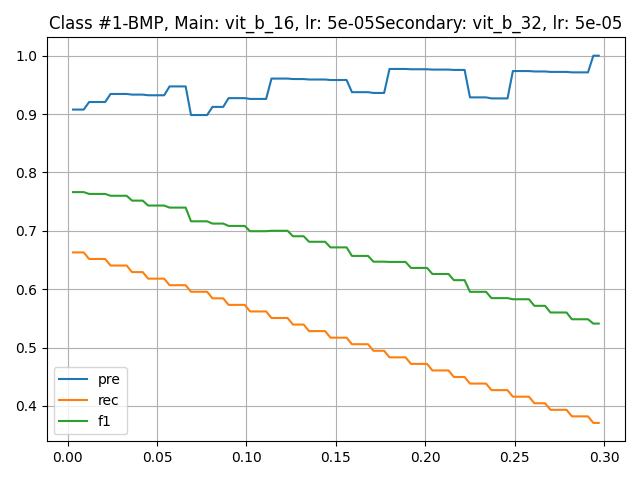 Class #1-BMP, Main: vit_b_16, lr: 5e-05Secondary: vit_b_32, lr: 5e-05
1.0
0.9
0.8
0.7
0.6
0.5
0.4
pre
rec
f1
0.00 0.05 0.10 0.15 0.20 0.25 0.30